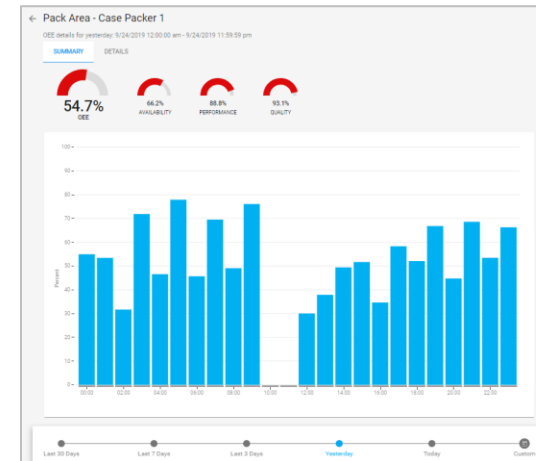 ← Pack Area - Case Packer 1
OEE details for yesterday: 9/24/2019 12:00:00 am - 9/24/2019 11:59:59 pm
SUMMARY DETAILS
54.7%
OEE
66.2%
AVAILABILITY
88.8%
PERFORMANCE
93.1%
QUALITY
100
90
80
70
60
50
40
30
20
10
0
Percent
00:00 02:00 04:00 06:00 08:00 10:00 12:00 14:00 16:00 18:00 20:00 22:00
Last 30 Days Last 7 Days Last 3 Days Yesterday Today Custom